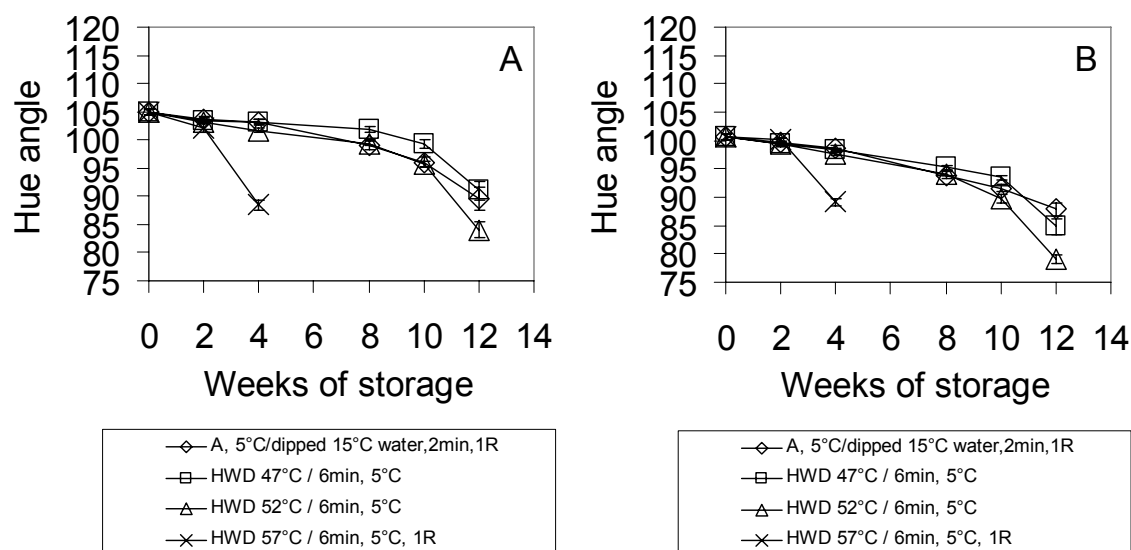 120
115
110
105
100
95
90
85
80
75
Hue angle
A
0 2 4 6 8 10 12 14
Weeks of storage
A, 5°C/dipped 15°C water,2min,1R
HWD 47°C / 6min, 5°C
HWD 52°C / 6min, 5°C
HWD 57°C / 6min, 5°C, 1R
120
115
110
105
100
95
90
85
80
75
Hue angle
B
0 2 4 6 8 10 12 14
Weeks of storage
A, 5°C/dipped 15°C water,2min,1R
HWD 47°C / 6min, 5°C
HWD 52°C / 6min, 5°C
HWD 57°C / 6min, 5°C, 1R